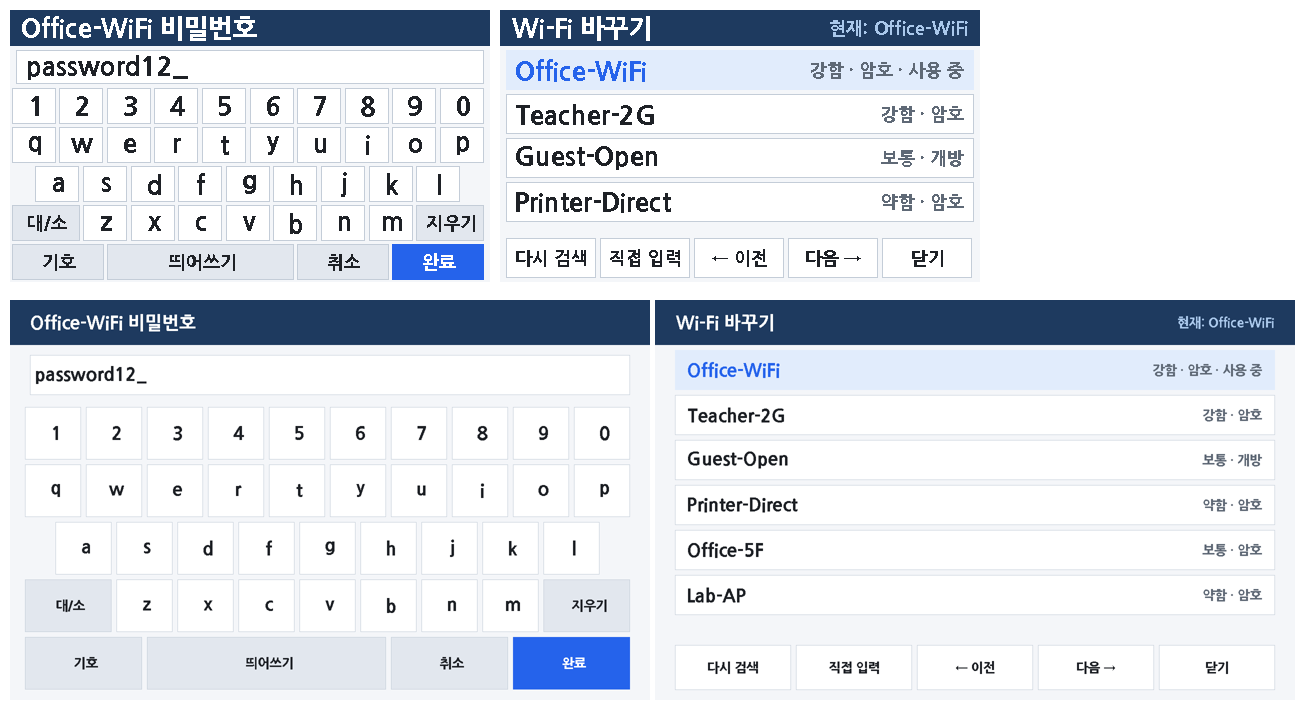 Office-WiFi 비밀번호
password12_
1 2 3 4 5 6 7 8 9 0
q w e r t y u i o p
a s d f g h j k l
대/소 z x c v b n m 지우기
기호 띄어쓰기 취소 완료
Wi-Fi 바꾸기 현재: Office-WiFi
Office-WiFi 강함 · 암호 · 사용 중
Teacher-2G 강함 · 암호
Guest-Open 보통 · 개방
Printer-Direct 약함 · 암호
다시 검색 직접 입력 ← 이전 다음 → 닫기
Office-WiFi 비밀번호
password12_
1 2 3 4 5 6 7 8 9 0
q w e r t y u i o p
a s d f g h j k l
대/소 z x c v b n m 지우기
기호 띄어쓰기 취소 완료
Wi-Fi 바꾸기 현재: Office-WiFi
Office-WiFi 강함 · 암호 · 사용 중
Teacher-2G 강함 · 암호
Guest-Open 보통 · 개방
Printer-Direct 약함 · 암호
Office-5F 보통 · 암호
Lab-AP 약함 · 암호
다시 검색 직접 입력 ← 이전 다음 → 닫기